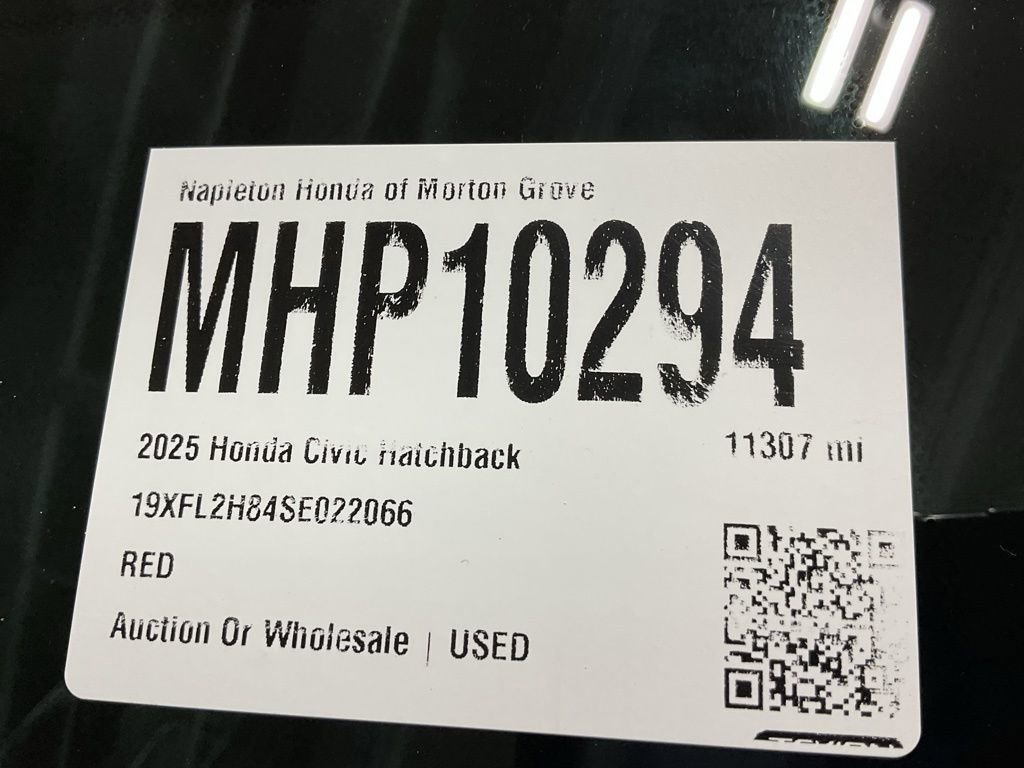 Napleton Honda of Morton Grove
MHP10294
2025 Honda Civic Hatchback
11307 mi
19XFL2H84SE022066
RED
Auction Or Wholesale | USED